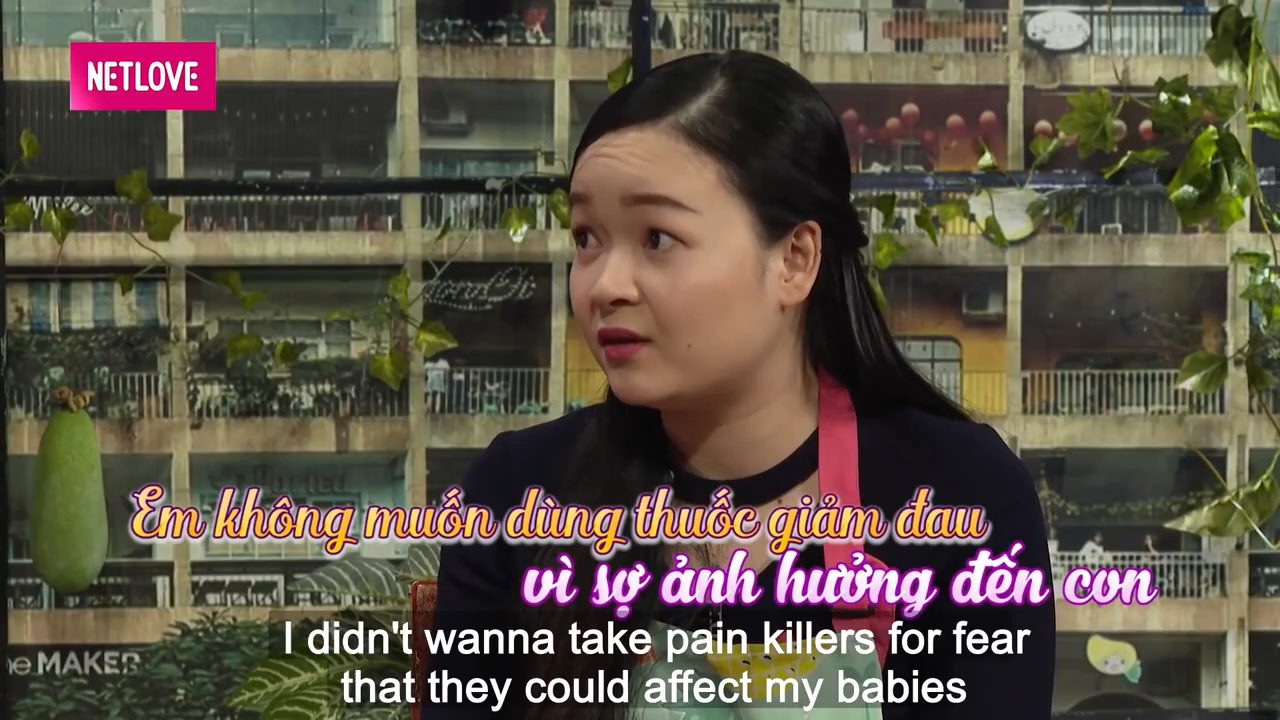 NETLOVE
Em không muốn dùng thuốc giảm đau
vì sợ ảnh hưởng đến con
MAKER
I didn't wanna take pain killers for fear
that they could affect my babies